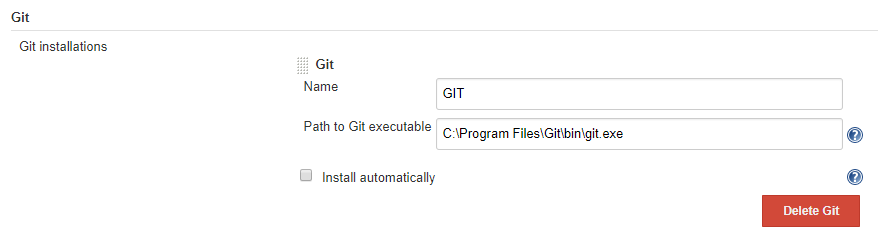 Git
Git installations
Git
Name
GIT
Path to Git executable
C:\Program Files\Git\bin\git.exe
?
Install automatically
?
Delete Git